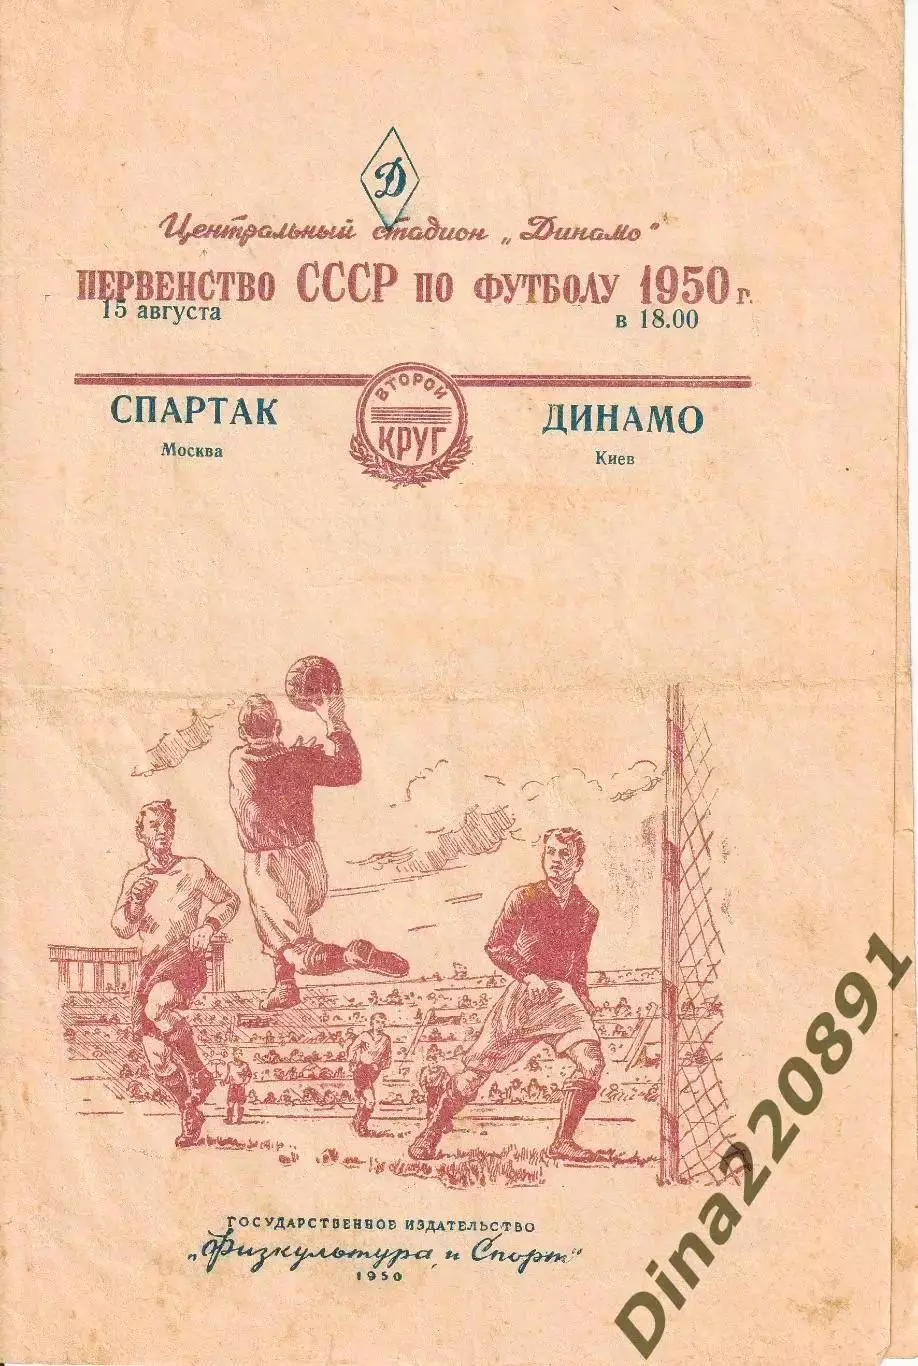 Д
Центральный стадион „Динамо"
ПЕРВЕНСТВО СССР ПО ФУТБОЛУ 1950 г.
15 августа в 18.00
ВТОРОЙ
КРУГ
СПАРТАК ДИНАМО
Москва Киев
ГОСУДАРСТВЕННОЕ ИЗДАТЕЛЬСТВО
„Физкультура и Спорт"
1950
Dina220891